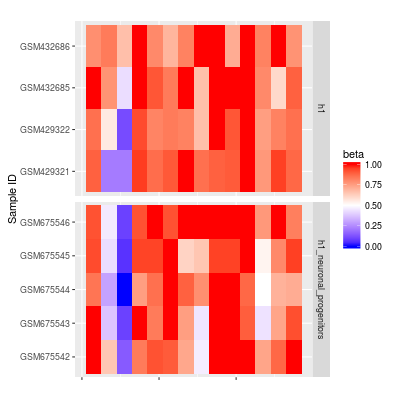 GSM432686
GSM432685
GSM429322
GSM429321
h1
GSM675546
GSM675545
GSM675544
GSM675543
GSM675542
h1_neuronal_progenitors
Sample ID
beta
1.00
0.75
0.50
0.25
0.00